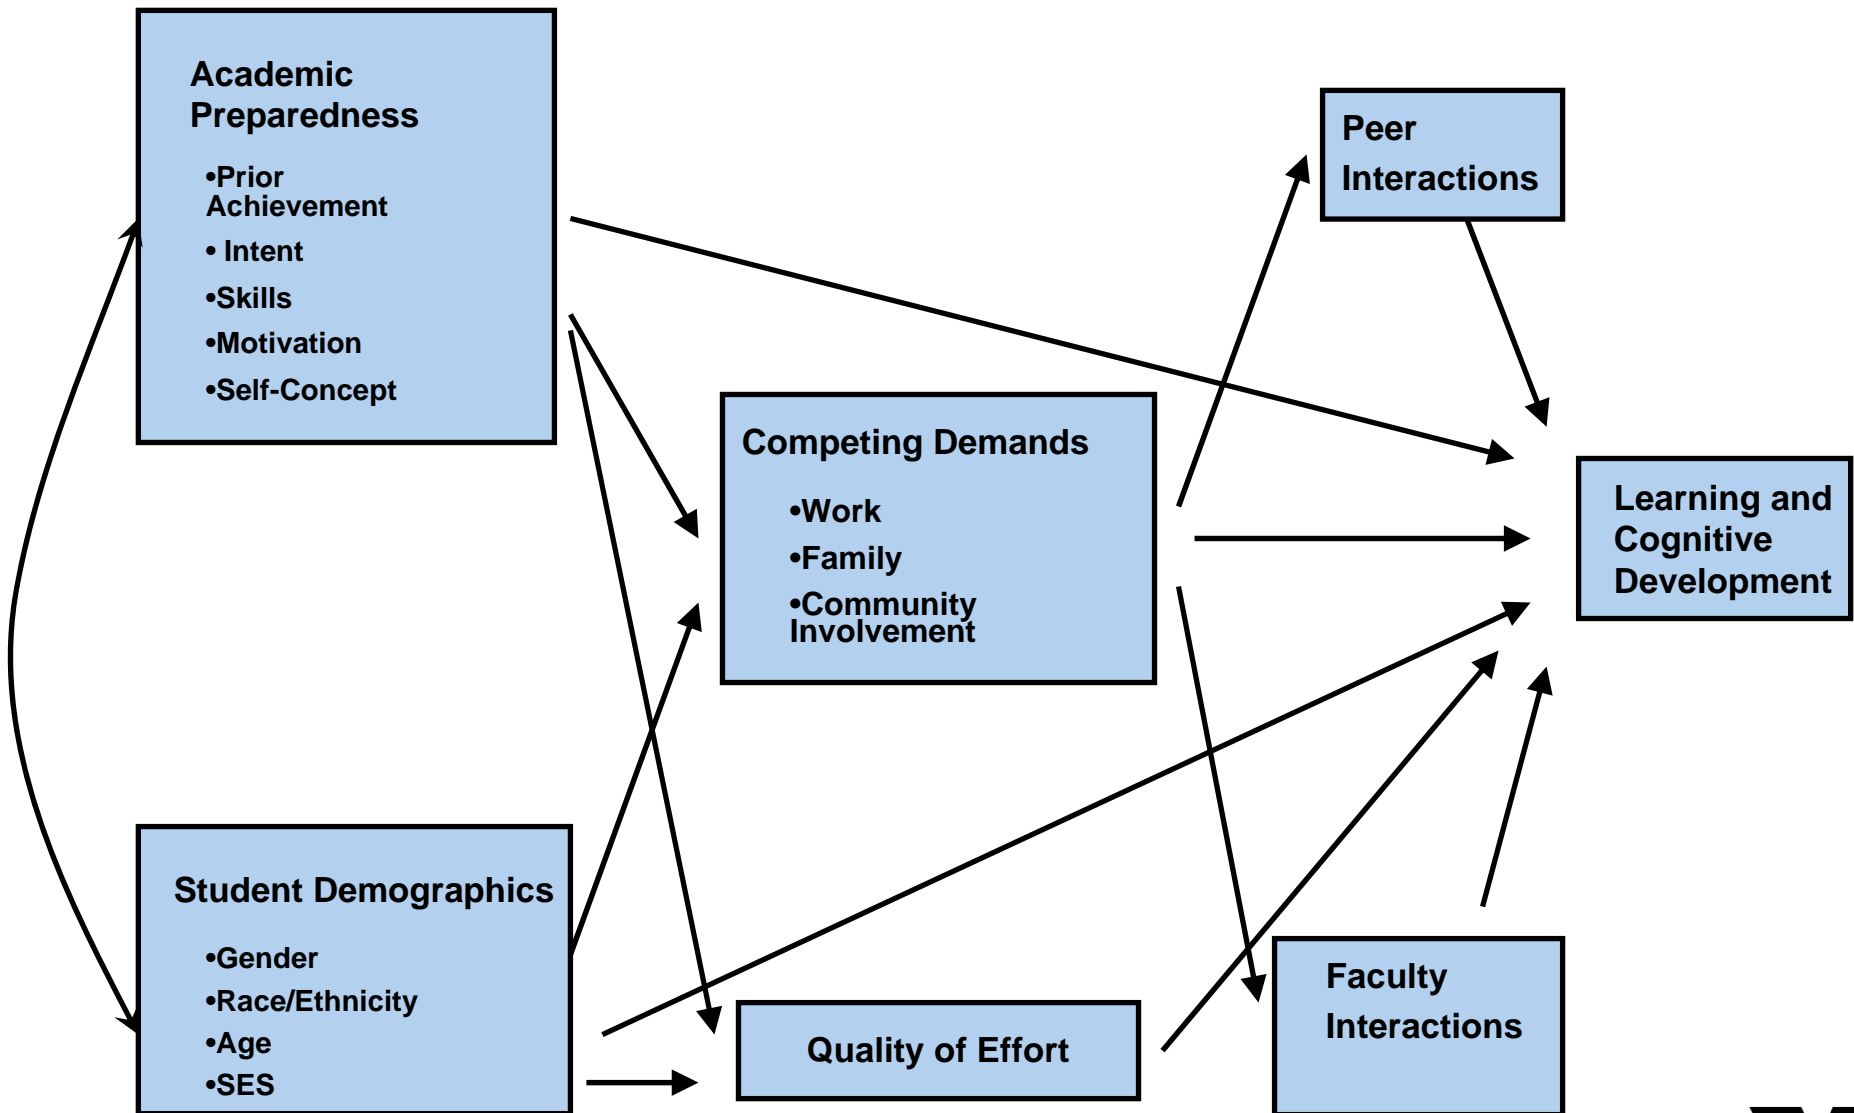 Academic
Preparedness
•Prior
Achievement
• Intent
•Skills
•Motivation
•Self-Concept
Peer
Interactions
Competing Demands
•Work
•Family
•Community
Involvement
Learning and
Cognitive
Development
Student Demographics
•Gender
•Race/Ethnicity
•Age
•SES
Quality of Effort
Faculty
Interactions